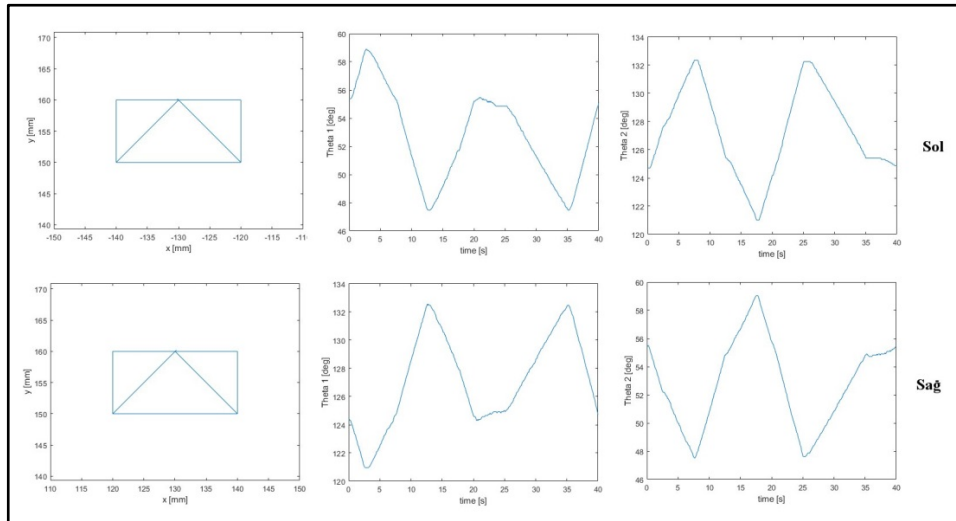 170
165
160
155
150
145
140
y [mm]
-150 -145 -140 -135 -130 -125 -120 -115 -11
x [mm]
60
58
56
54
52
50
48
46
Theta 1 [deg]
0 5 10 15 20 25 30 35 40
time [s]
134
132
130
128
126
124
122
120
Theta 2 [deg]
0 5 10 15 20 25 30 35 40
time [s]
Sol
170
165
160
155
150
145
140
y [mm]
110 115 120 125 130 135 140 145 150
x [mm]
134
132
130
128
126
124
122
120
Theta 1 [deg]
0 5 10 15 20 25 30 35 40
time [s]
60
58
56
54
52
50
48
46
Theta 2 [deg]
0 5 10 15 20 25 30 35 40
time [s]
Sağ